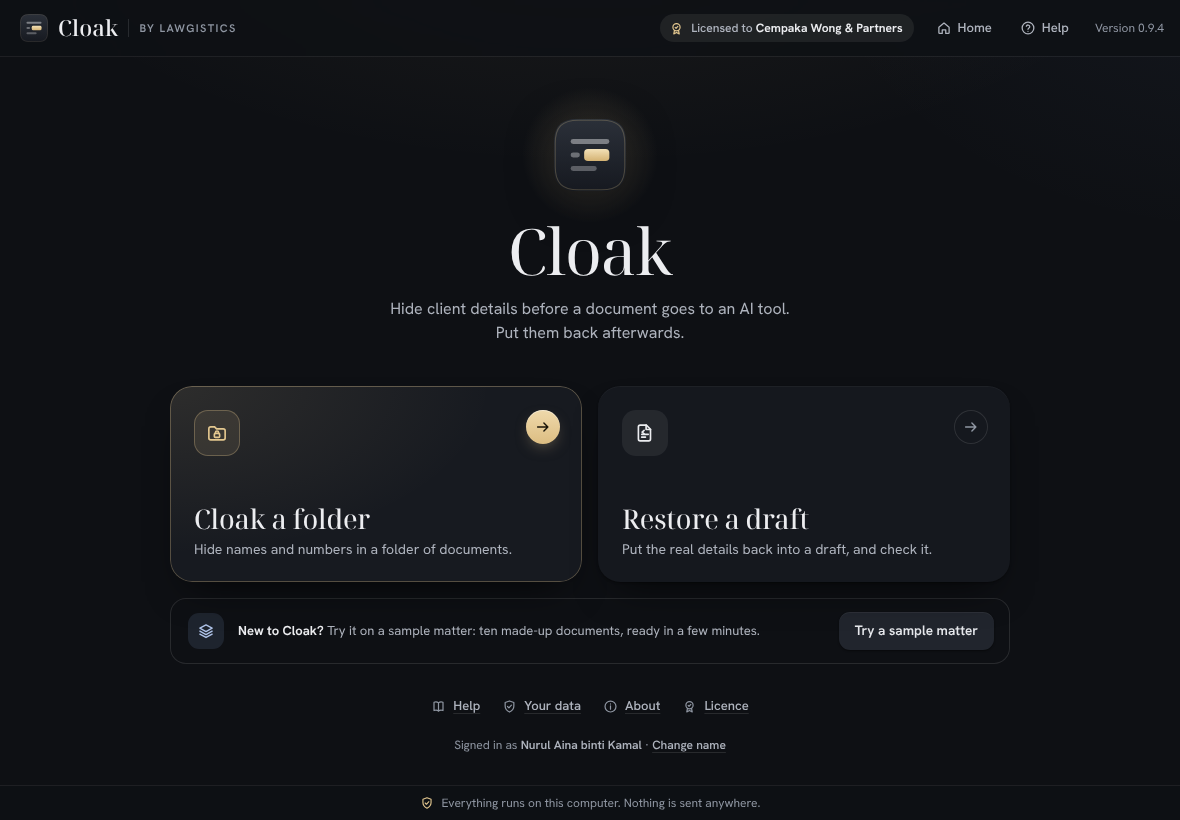 Cloak BY LAWGISTICS
Licensed to Cempaka Wong & Partners
Home
Help
Version 0.9.4
Cloak
Hide client details before a document goes to an AI tool.
Put them back afterwards.
Cloak a folder
Hide names and numbers in a folder of documents.
Restore a draft
Put the real details back into a draft, and check it.
New to Cloak? Try it on a sample matter: ten made-up documents, ready in a few minutes.
Try a sample matter
Help
Your data
About
Licence
Signed in as Nurul Aina binti Kamal · Change name
Everything runs on this computer. Nothing is sent anywhere.